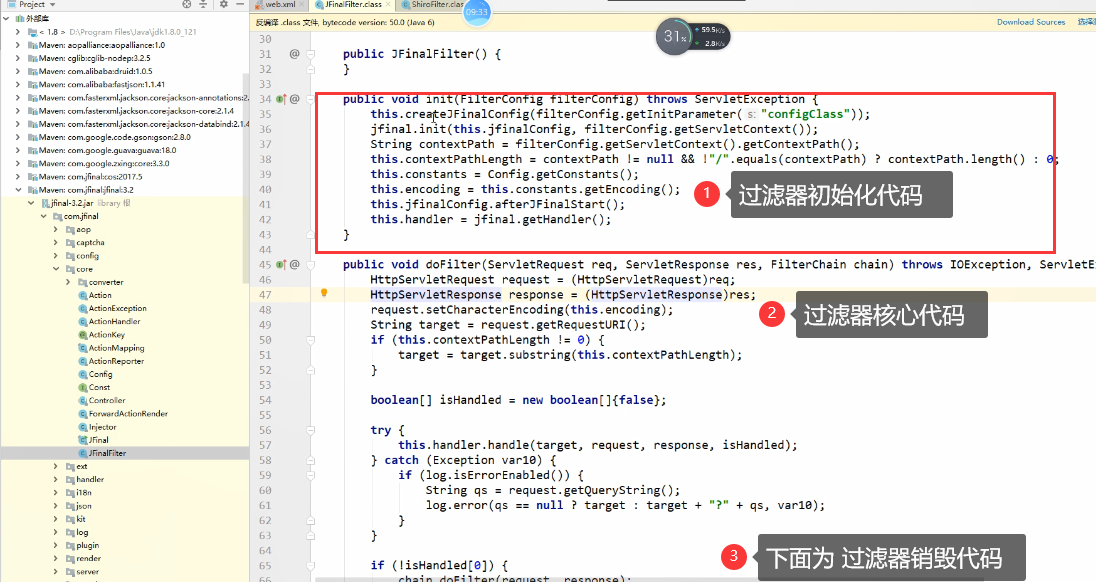 Project
web.xml
JFinalFilter.class
ShiroFilter.clas
09:33
外部库
反编译 .class 文件, bytecode version: 50.0 (Java 6)
Download Sources
< 1.8 > D:\Program Files\Java\jdk1.8.0_121
Maven: aopalliance:aopalliance:1.0
Maven: cglib:cglib-nodep:3.2.5
Maven: com.alibaba:druid:1.0.5
Maven: com.alibaba:fastjson:1.1.41
Maven: com.fasterxml.jackson.core:jackson-annotations:2.
Maven: com.fasterxml.jackson.core:jackson-core:2.1.4
Maven: com.fasterxml.jackson.core:jackson-databind:2.1.4
Maven: com.google.code.gson:gson:2.8.0
Maven: com.google.guava:guava:18.0
Maven: com.google.zxing:core:3.3.0
Maven: com.jfinal:cos:2017.5
Maven: com.jfinal:jfinal:3.2
jfinal-3.2.jar library 根
com.jfinal
aop
captcha
config
core
converter
Action
ActionException
ActionHandler
ActionKey
ActionMapping
ActionReporter
Config
Const
Controller
ForwardActionRender
Injector
JFinal
JFinalFilter
ext
handler
i18n
json
kit
log
plugin
render
server
31%
59.5K/s
2.8K/s
30
31 @ public JFinalFilter() {
32 }
33
34 @ public void init(FilterConfig filterConfig) throws ServletException {
35 this.createJFinalConfig(filterConfig.getInitParameter( s: "configClass"));
36 jfinal.init(this.jfinalConfig, filterConfig.getServletContext());
37 String contextPath = filterConfig.getServletContext().getContextPath();
38 this.contextPathLength = contextPath != null && !"/".equals(contextPath) ? contextPath.length() : 0;
39 this.constants = Config.getConstants();
40 this.encoding = this.constants.getEncoding();
41 this.jfinalConfig.afterJFinalStart();
42 this.handler = jfinal.getHandler();
43 }
44
1 过滤器初始化代码
45 @ public void doFilter(ServletRequest req, ServletResponse res, FilterChain chain) throws IOException, ServletE
46 HttpServletRequest request = (HttpServletRequest)req;
47 HttpServletResponse response = (HttpServletResponse)res;
48 request.setCharacterEncoding(this.encoding);
49 String target = request.getRequestURI();
50 if (this.contextPathLength != 0) {
51 target = target.substring(this.contextPathLength);
52 }
53
2 过滤器核心代码
54 boolean[] isHandled = new boolean[]{false};
55
56 try {
57 this.handler.handle(target, request, response, isHandled);
58 } catch (Exception var10) {
59 if (log.isErrorEnabled()) {
60 String qs = request.getQueryString();
61 log.error(qs == null ? target : target + "?" + qs, var10);
62 }
63 }
64
3 下面为 过滤器销毁代码
65 if (!isHandled[0]) {
66 chain.doFilter(request, response);